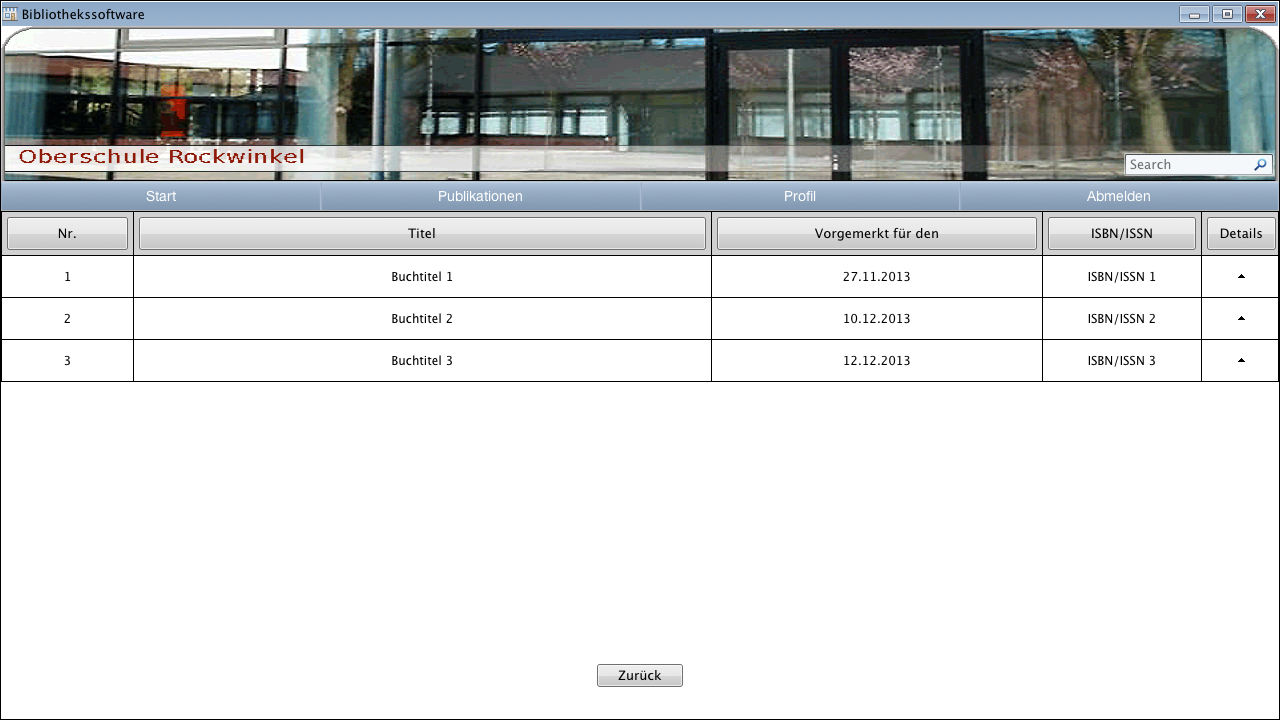 Bibliothekssoftware
Oberschule Rockwinkel
Search
Start Publikationen Profil Abmelden
Nr. Titel Vorgemerkt für den ISBN/ISSN Details
1 Buchtitel 1 27.11.2013 ISBN/ISSN 1
2 Buchtitel 2 10.12.2013 ISBN/ISSN 2
3 Buchtitel 3 12.12.2013 ISBN/ISSN 3
Zurück